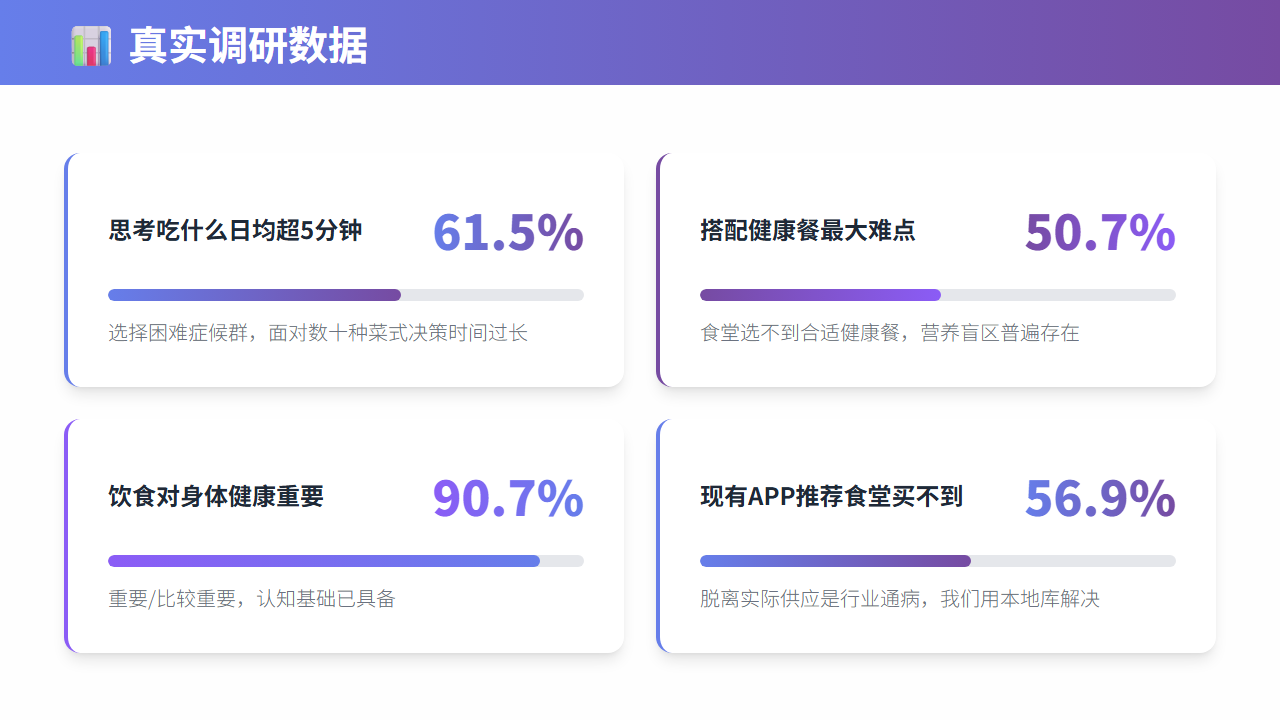 真实调研数据
思考吃什么日均超5分钟
61.5%
选择困难症候群，面对数十种菜式决策时间过长
搭配健康餐最大难点
50.7%
食堂选不到合适健康餐，营养盲区普遍存在
饮食对身体健康重要
90.7%
重要/比较重要，认知基础已具备
现有APP推荐食堂买不到
56.9%
脱离实际供应是行业通病，我们用本地库解决